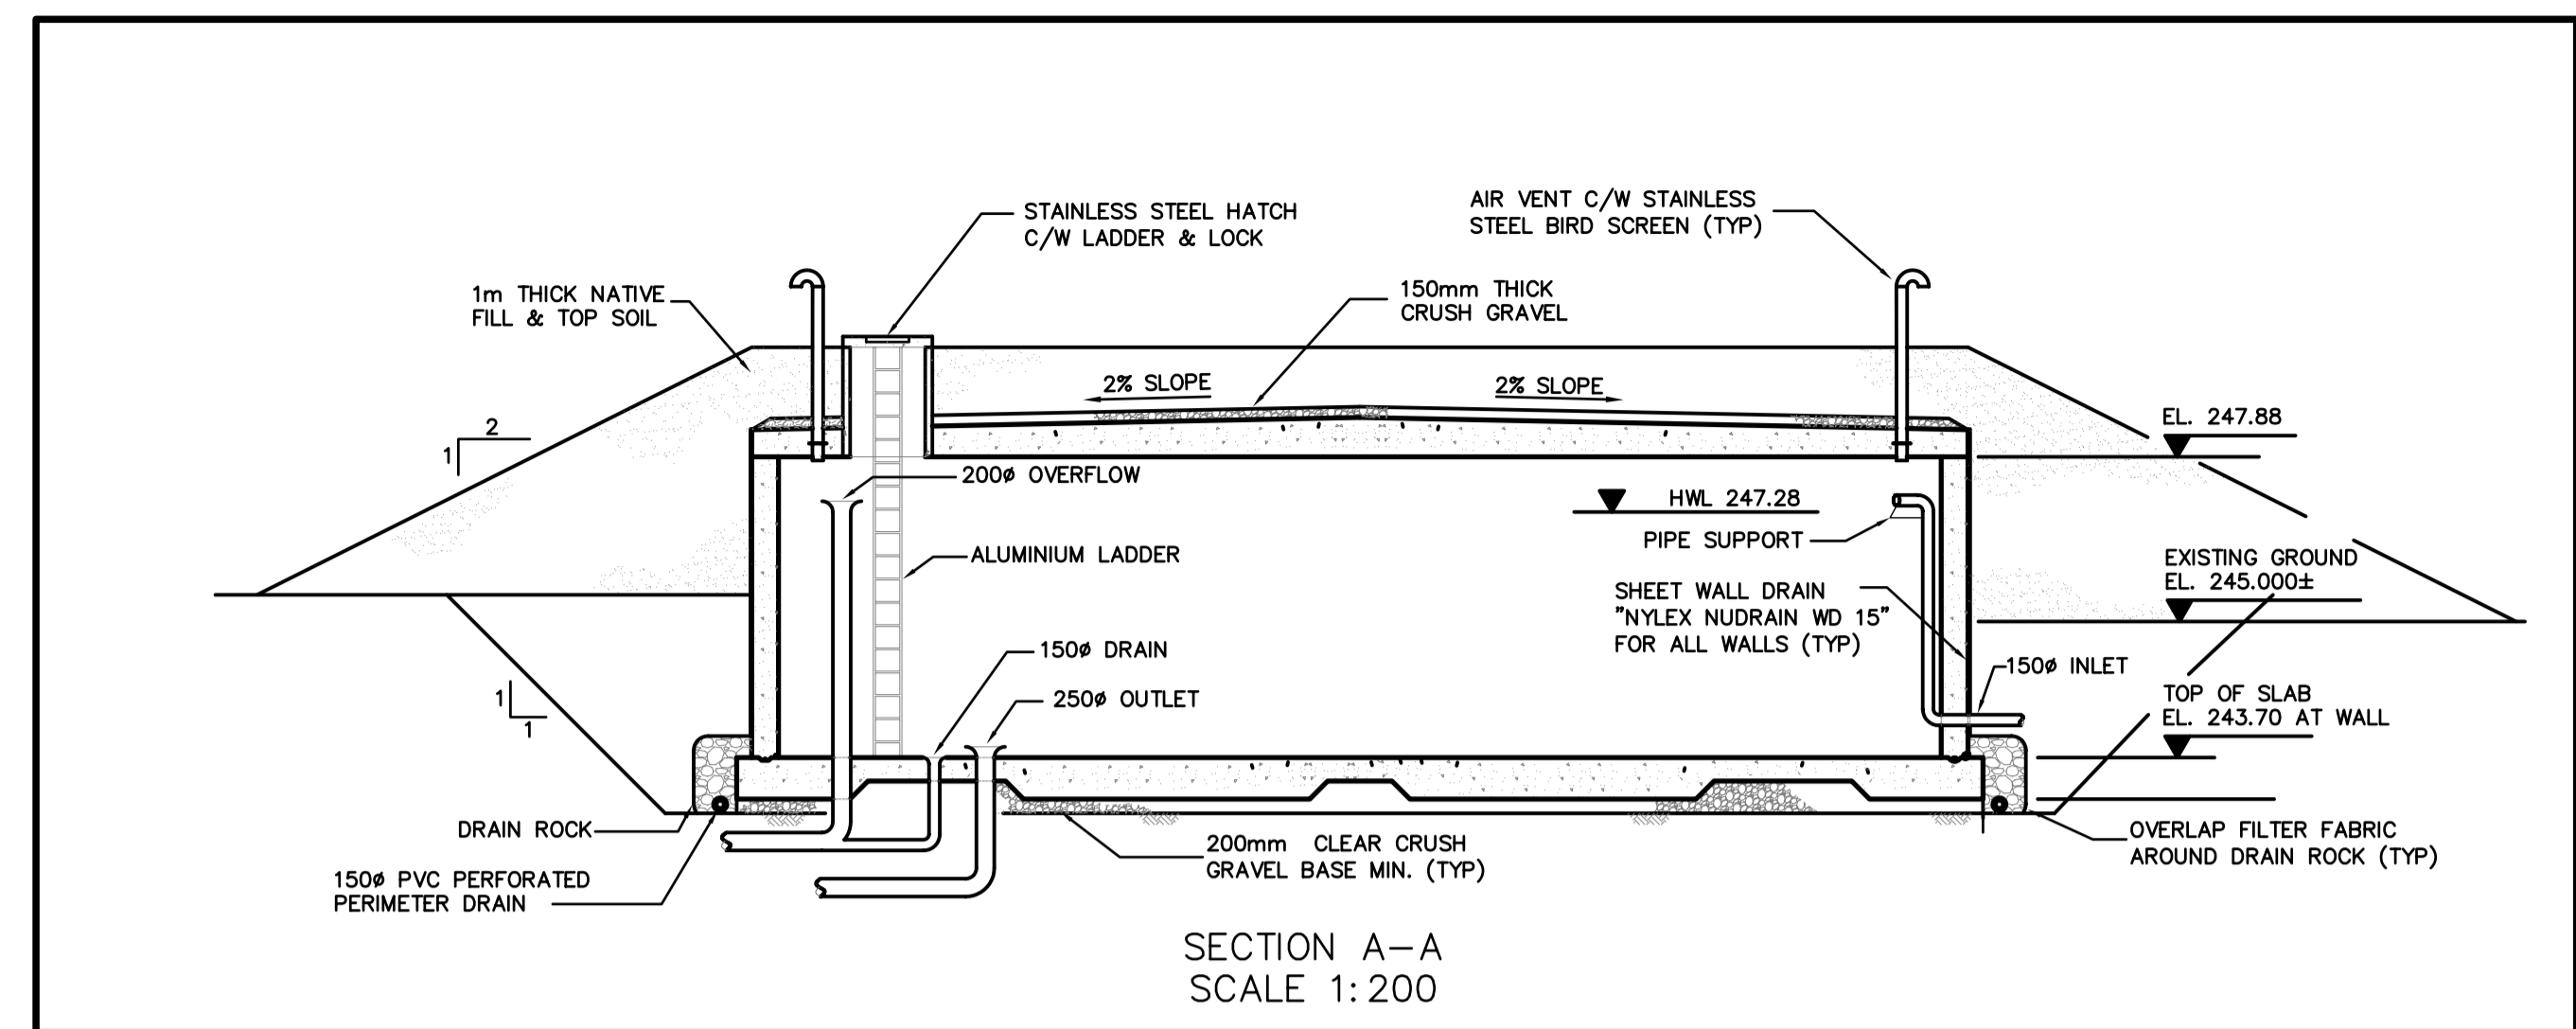 STAINLESS STEEL HATCH
C/W LADDER & LOCK
AIR VENT C/W STAINLESS
STEEL BIRD SCREEN (TYP)
1m THICK NATIVE
FILL & TOP SOIL
150mm THICK
CRUSH GRAVEL
2% SLOPE
2% SLOPE
2
1
EL. 247.88
200ø OVERFLOW
HWL 247.28
PIPE SUPPORT
ALUMINIUM LADDER
EXISTING GROUND
EL. 245.000±
SHEET WALL DRAIN
"NYLEX NUDRAIN WD 15"
FOR ALL WALLS (TYP)
150ø DRAIN
150ø INLET
250ø OUTLET
1
1
TOP OF SLAB
EL. 243.70 AT WALL
DRAIN ROCK
200mm CLEAR CRUSH
GRAVEL BASE MIN. (TYP)
OVERLAP FILTER FABRIC
AROUND DRAIN ROCK (TYP)
150ø PVC PERFORATED
PERIMETER DRAIN
SECTION A-A
SCALE 1:200